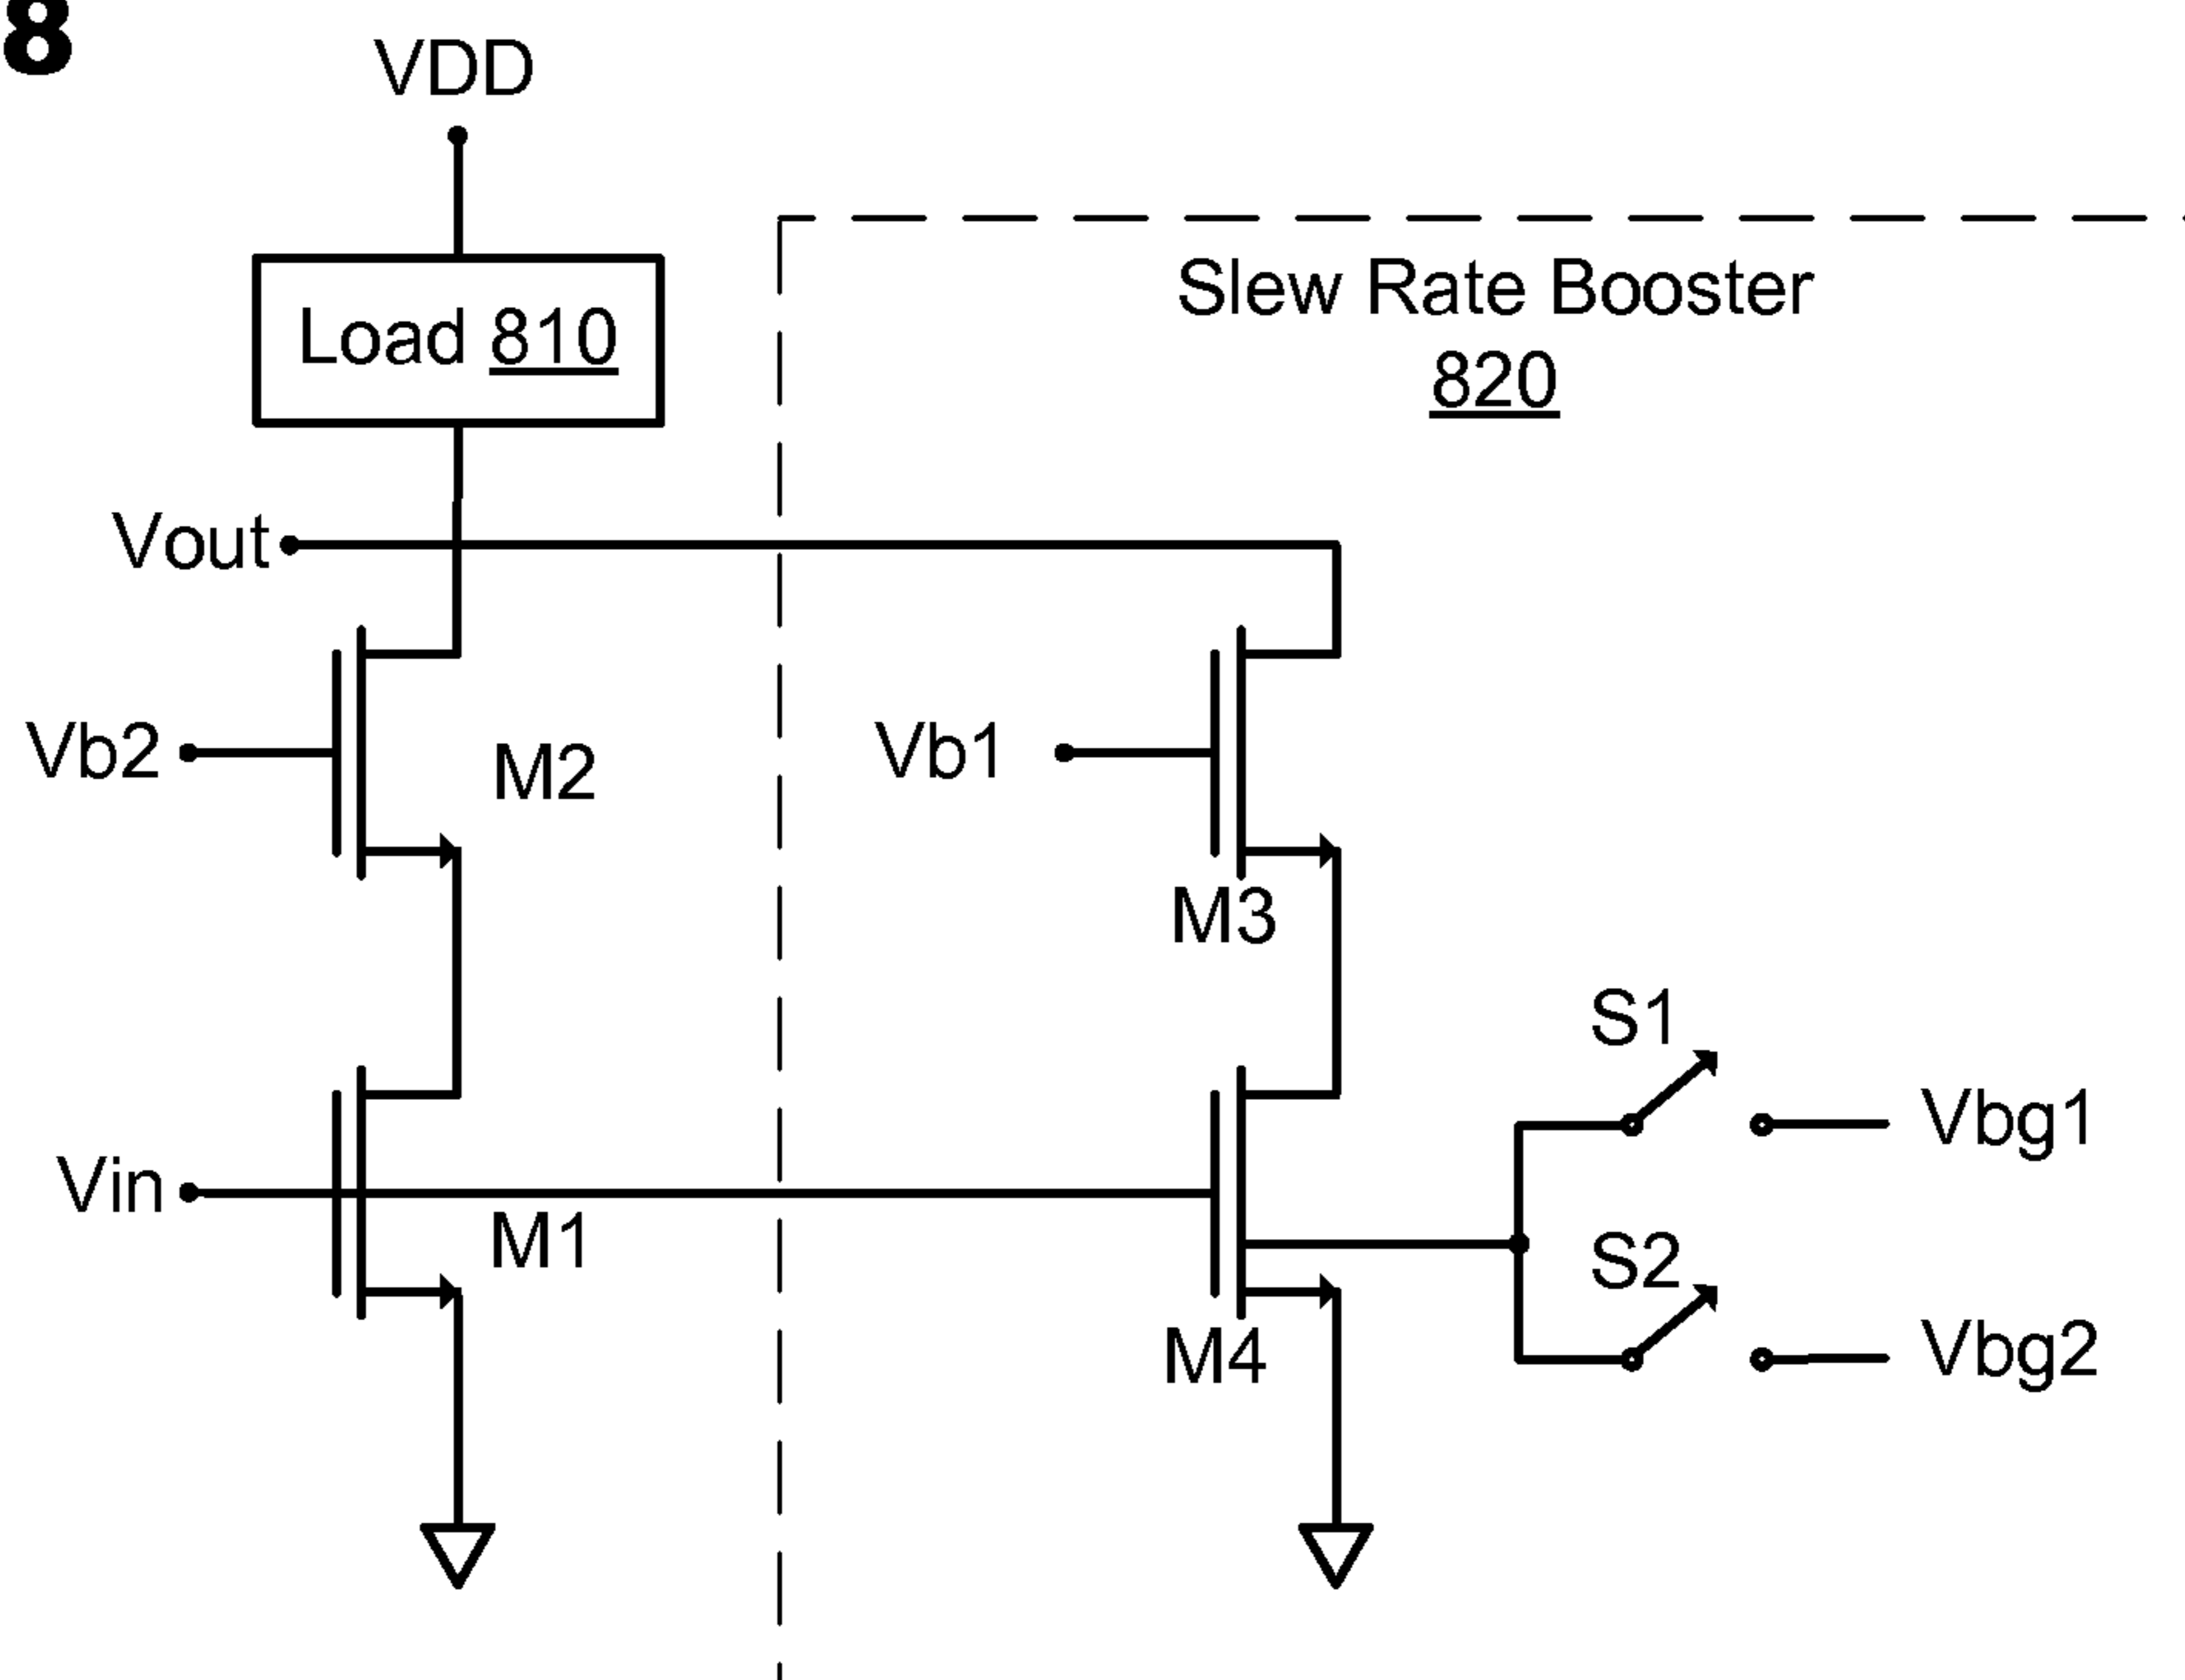 8
VDD
Load 810
Slew Rate Booster
820
Vout
Vb2
M2
Vb1
M3
S1
Vbg1
Vin
M1
S2
M4
Vbg2